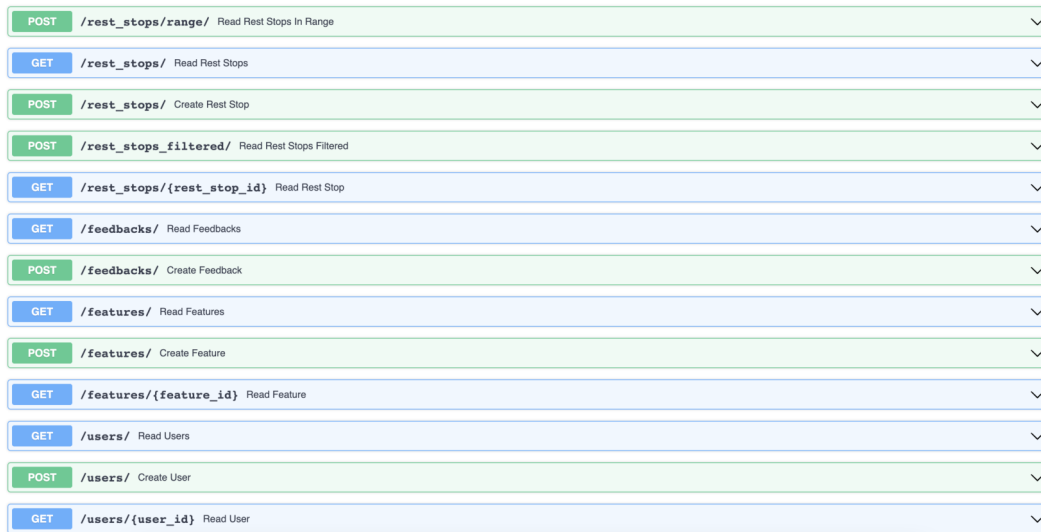 POST /rest_stops/range/ Read Rest Stops In Range
GET /rest_stops/ Read Rest Stops
POST /rest_stops/ Create Rest Stop
POST /rest_stops_filtered/ Read Rest Stops Filtered
GET /rest_stops/{rest_stop_id} Read Rest Stop
GET /feedbacks/ Read Feedbacks
POST /feedbacks/ Create Feedback
GET /features/ Read Features
POST /features/ Create Feature
GET /features/{feature_id} Read Feature
GET /users/ Read Users
POST /users/ Create User
GET /users/{user_id} Read User